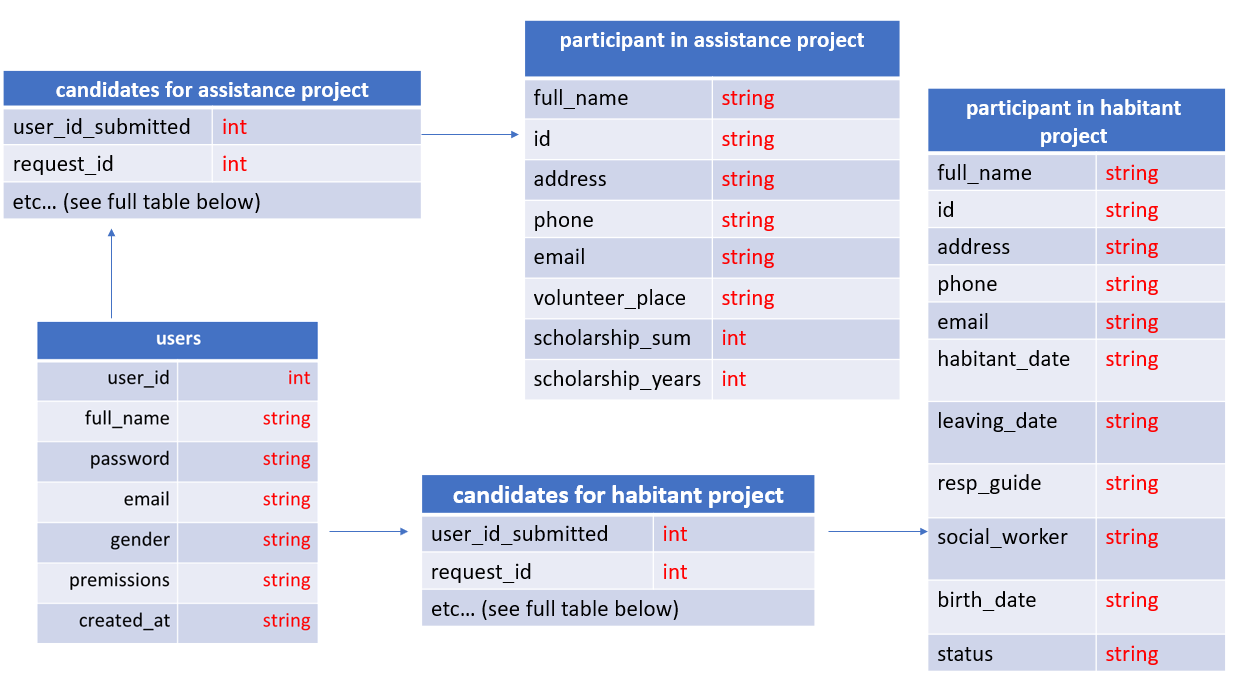 candidates for assistance project
user_id_submitted int
request_id int
etc... (see full table below)
participant in assistance project
full_name string
id string
address string
phone string
email string
volunteer_place string
scholarship_sum int
scholarship_years int
participant in habitant
project
full_name string
id string
address string
phone string
email string
habitant_date string
leaving_date string
resp_guide string
social_worker string
birth_date string
status string
users
user_id int
full_name string
password string
email string
gender string
premissions string
created_at string
candidates for habitant project
user_id_submitted int
request_id int
etc... (see full table below)